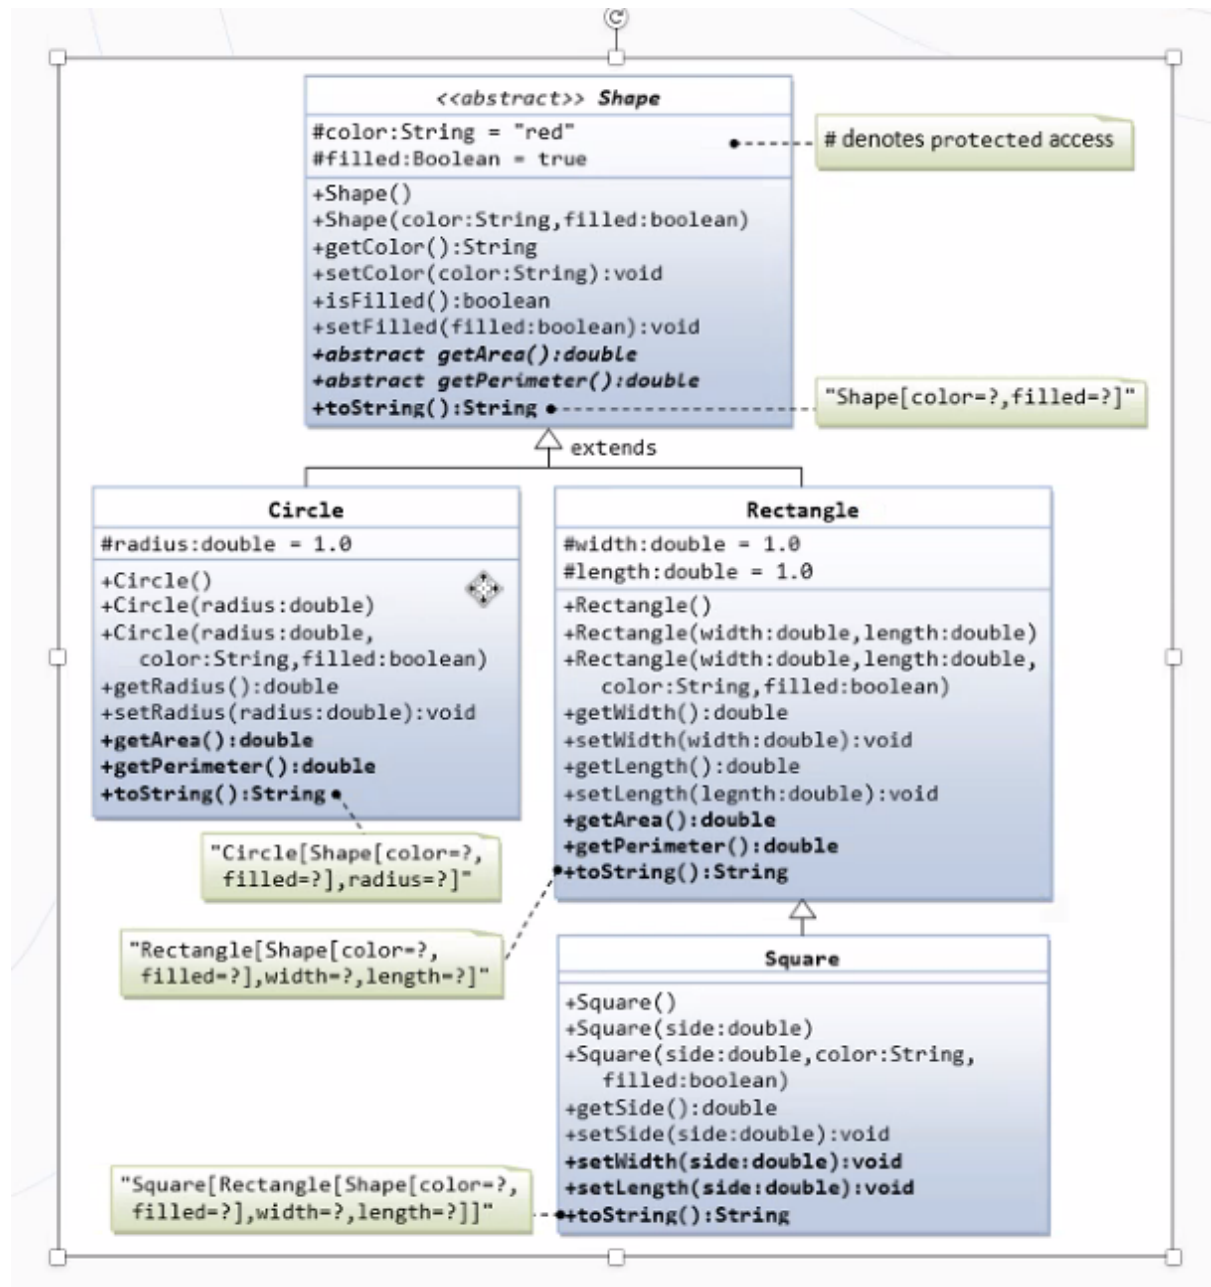 <<abstract>> Shape
#color:String = "red"
#filled:Boolean = true
# denotes protected access
+Shape()
+Shape(color:String,filled:boolean)
+getColor():String
+setColor(color:String):void
+isFilled():boolean
+setFilled(filled:boolean):void
+abstract getArea():double
+abstract getPerimeter():double
+toString():String
"Shape[color=?,filled=?]"
extends
Circle
#radius:double = 1.0
+Circle()
+Circle(radius:double)
+Circle(radius:double,
color:String,filled:boolean)
+getRadius():double
+setRadius(radius:double):void
+getArea():double
+getPerimeter():double
+toString():String
"Circle[Shape[color=?,
filled=?],radius=?]"
Rectangle
#width:double = 1.0
#length:double = 1.0
+Rectangle()
+Rectangle(width:double,length:double)
+Rectangle(width:double,length:double,
color:String,filled:boolean)
+getWidth():double
+setWidth(width:double):void
+getLength():double
+setLength(legnth:double):void
+getArea():double
+getPerimeter():double
+toString():String
"Rectangle[Shape[color=?,
filled=?],width=?,length=?]"
Square
+Square()
+Square(side:double)
+Square(side:double,color:String,
filled:boolean)
+getSide():double
+setSide(side:double):void
+setWidth(side:double):void
+setLength(side:double):void
+toString():String
"Square[Rectangle[Shape[color=?,
filled=?],width=?,length=?]]"